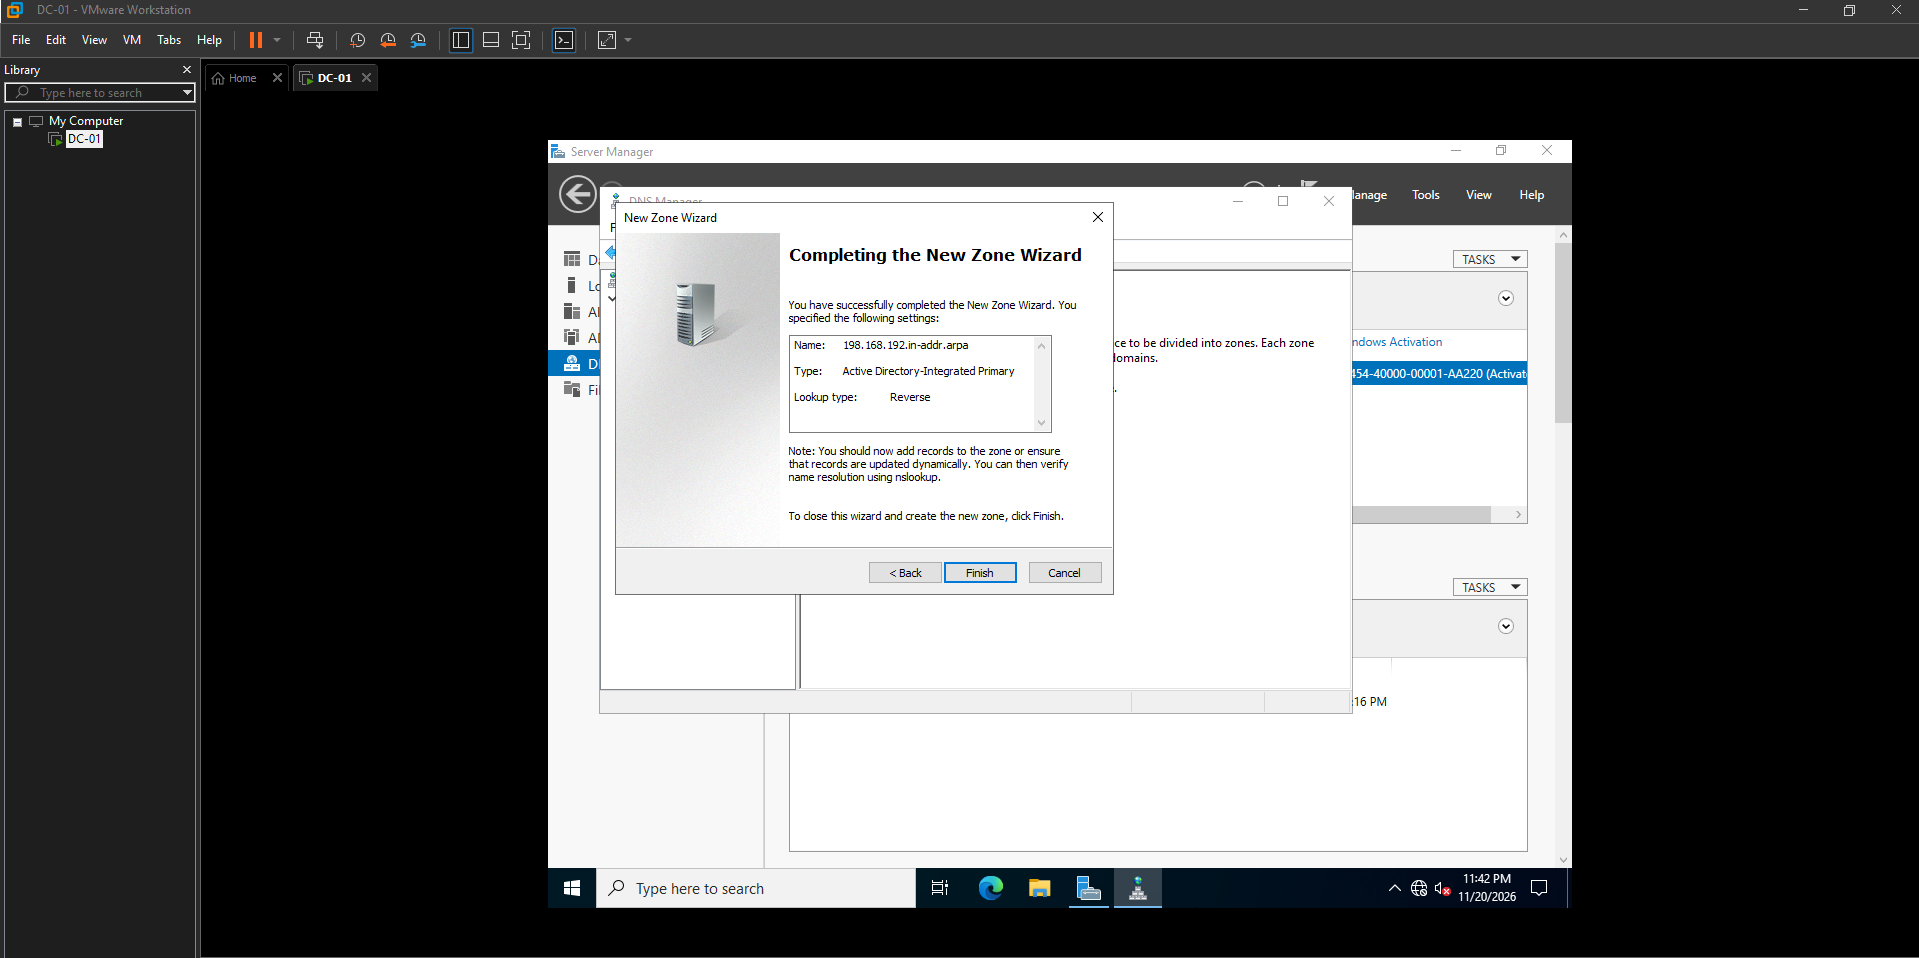 DC-01 - VMware Workstation
File Edit View VM Tabs Help
Library
Type here to search
My Computer
DC-01
Home
DC-01
Server Manager
Manage Tools View Help
DNS Manager
New Zone Wizard
Completing the New Zone Wizard
You have successfully completed the New Zone Wizard. You
specified the following settings:
Name: 198.168.192.in-addr.arpa
Type: Active Directory-Integrated Primary
Lookup type: Reverse
Note: You should now add records to the zone or ensure
that records are updated dynamically. You can then verify
name resolution using nslookup.
To close this wizard and create the new zone, click Finish.
< Back Finish Cancel
ce to be divided into zones. Each zone
domains.
TASKS
ndows Activation
454-40000-00001-AA220 (Activat
TASKS
:16 PM
Type here to search
11:42 PM
11/20/2026